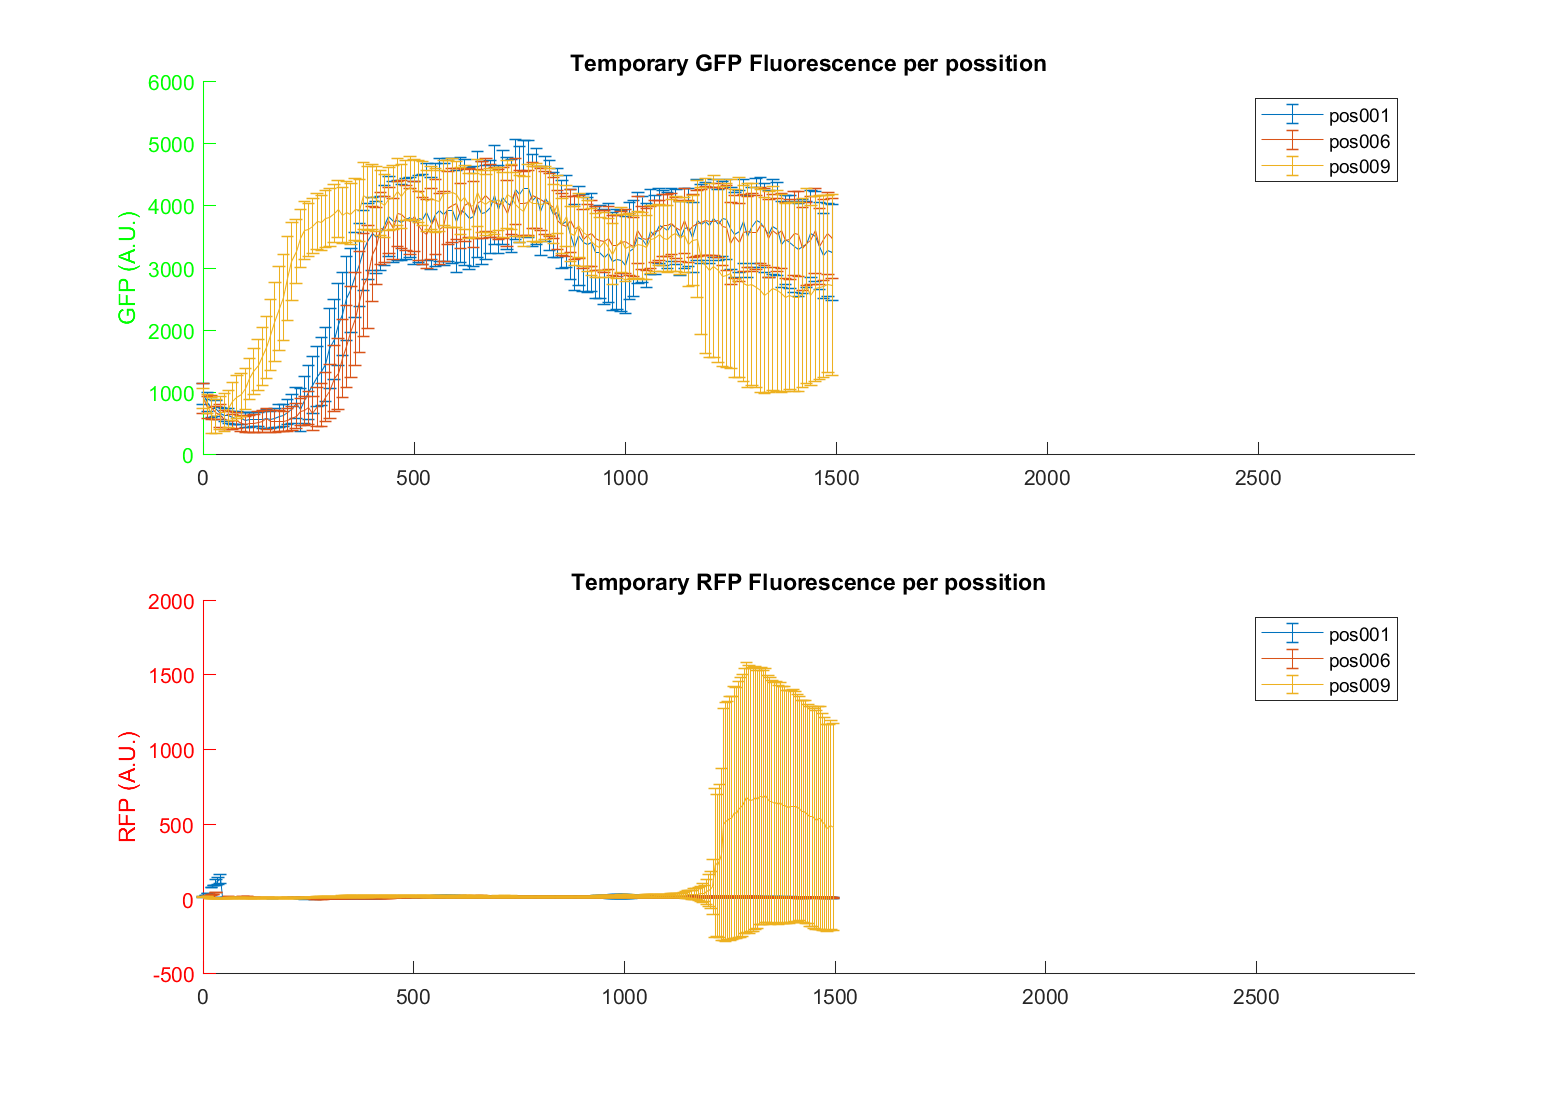 Temporary GFP Fluorescence per possition
GFP (A.U.)
6000
5000
4000
3000
2000
1000
0
0 500 1000 1500 2000 2500
pos001
pos006
pos009
Temporary RFP Fluorescence per possition
RFP (A.U.)
2000
1500
1000
500
0
-500
0 500 1000 1500 2000 2500
pos001
pos006
pos009